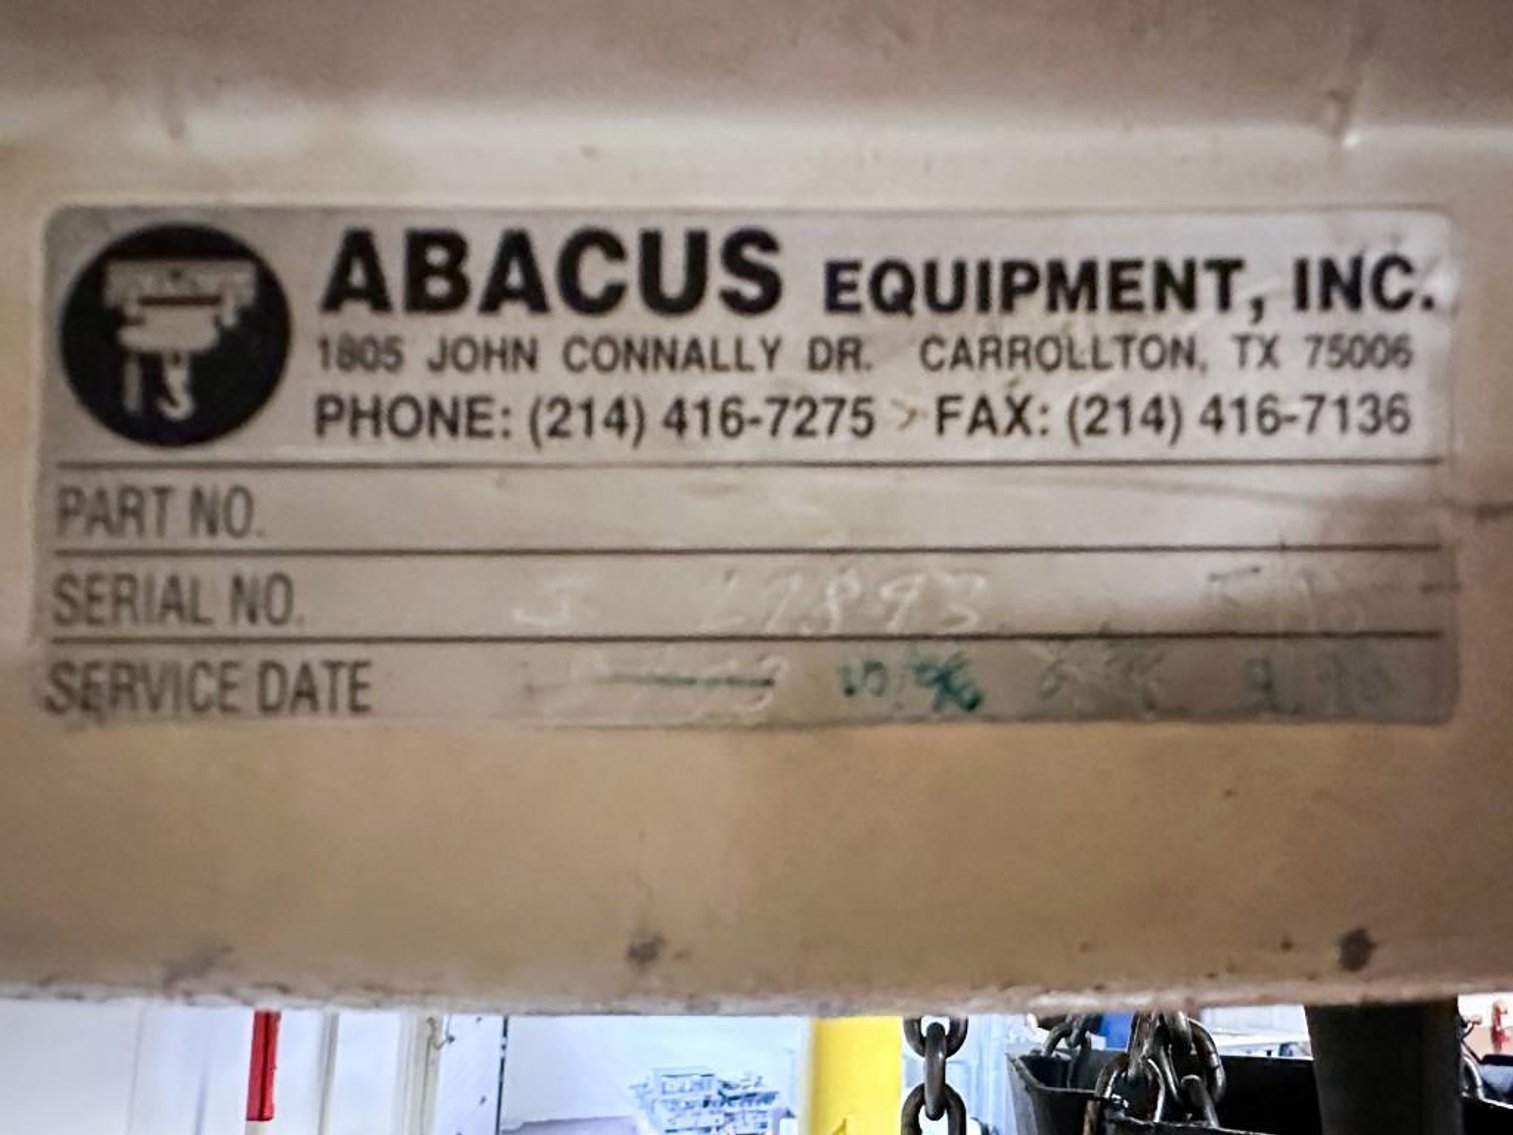 ABACUS EQUIPMENT, INC.
1805 JOHN CONNALLY DR. CARROLLTON, TX 75006
PHONE: (214) 416-7275 FAX: (214) 416-7136
PART NO.
SERIAL NO.
SERVICE DATE